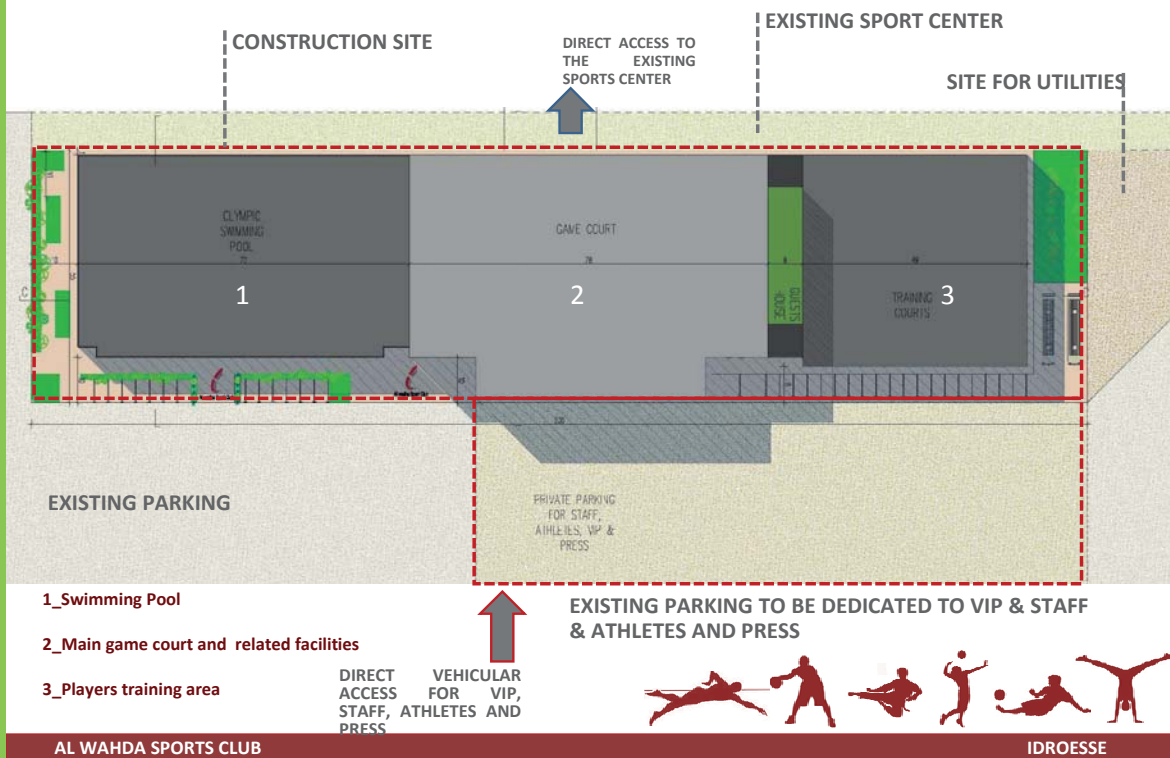 CONSTRUCTION SITE
DIRECT ACCESS TO
THE EXISTING
SPORTS CENTER
EXISTING SPORT CENTER
SITE FOR UTILITIES
OLYMPIC
SWIMMING
POOL
1
GAME COURT
2
GUESTS
HOUSE
TRAINING
COURTS
3
EXISTING PARKING
PRIVATE PARKING
FOR STAFF,
ATHLETES, VIP &
PRESS
1_Swimming Pool
2_Main game court and related facilities
3_Players training area
DIRECT VEHICULAR
ACCESS FOR VIP,
STAFF, ATHLETES AND
PRESS
EXISTING PARKING TO BE DEDICATED TO VIP & STAFF
& ATHLETES AND PRESS
AL WAHDA SPORTS CLUB
IDROESSE